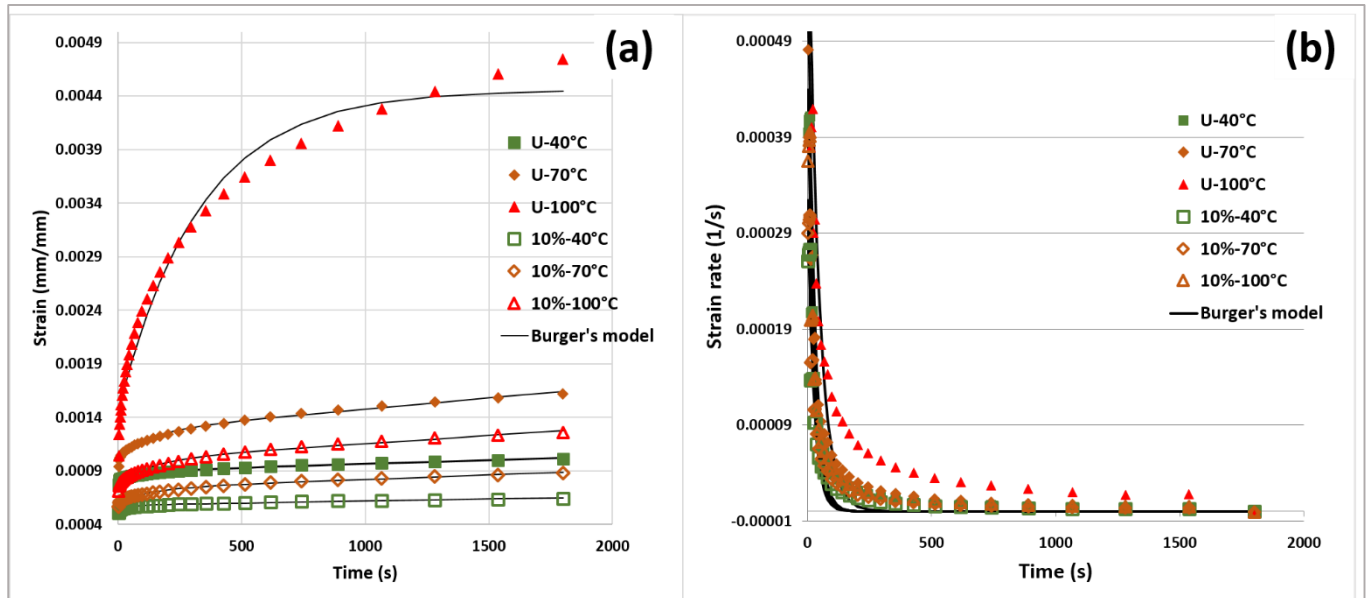 (a)
0.0049
0.0044
0.0039
0.0034
0.0029
0.0024
0.0019
0.0014
0.0009
0.0004
Strain (mm/mm)
U-40°C
U-70°C
U-100°C
10%-40°C
10%-70°C
10%-100°C
Burger's model
0 500 1000 1500 2000
Time (s)
(b)
0.00049
0.00039
0.00029
0.00019
0.00009
-0.00001
Strain rate (1/s)
U-40°C
U-70°C
U-100°C
10%-40°C
10%-70°C
10%-100°C
Burger's model
0 500 1000 1500 2000
Time (s)